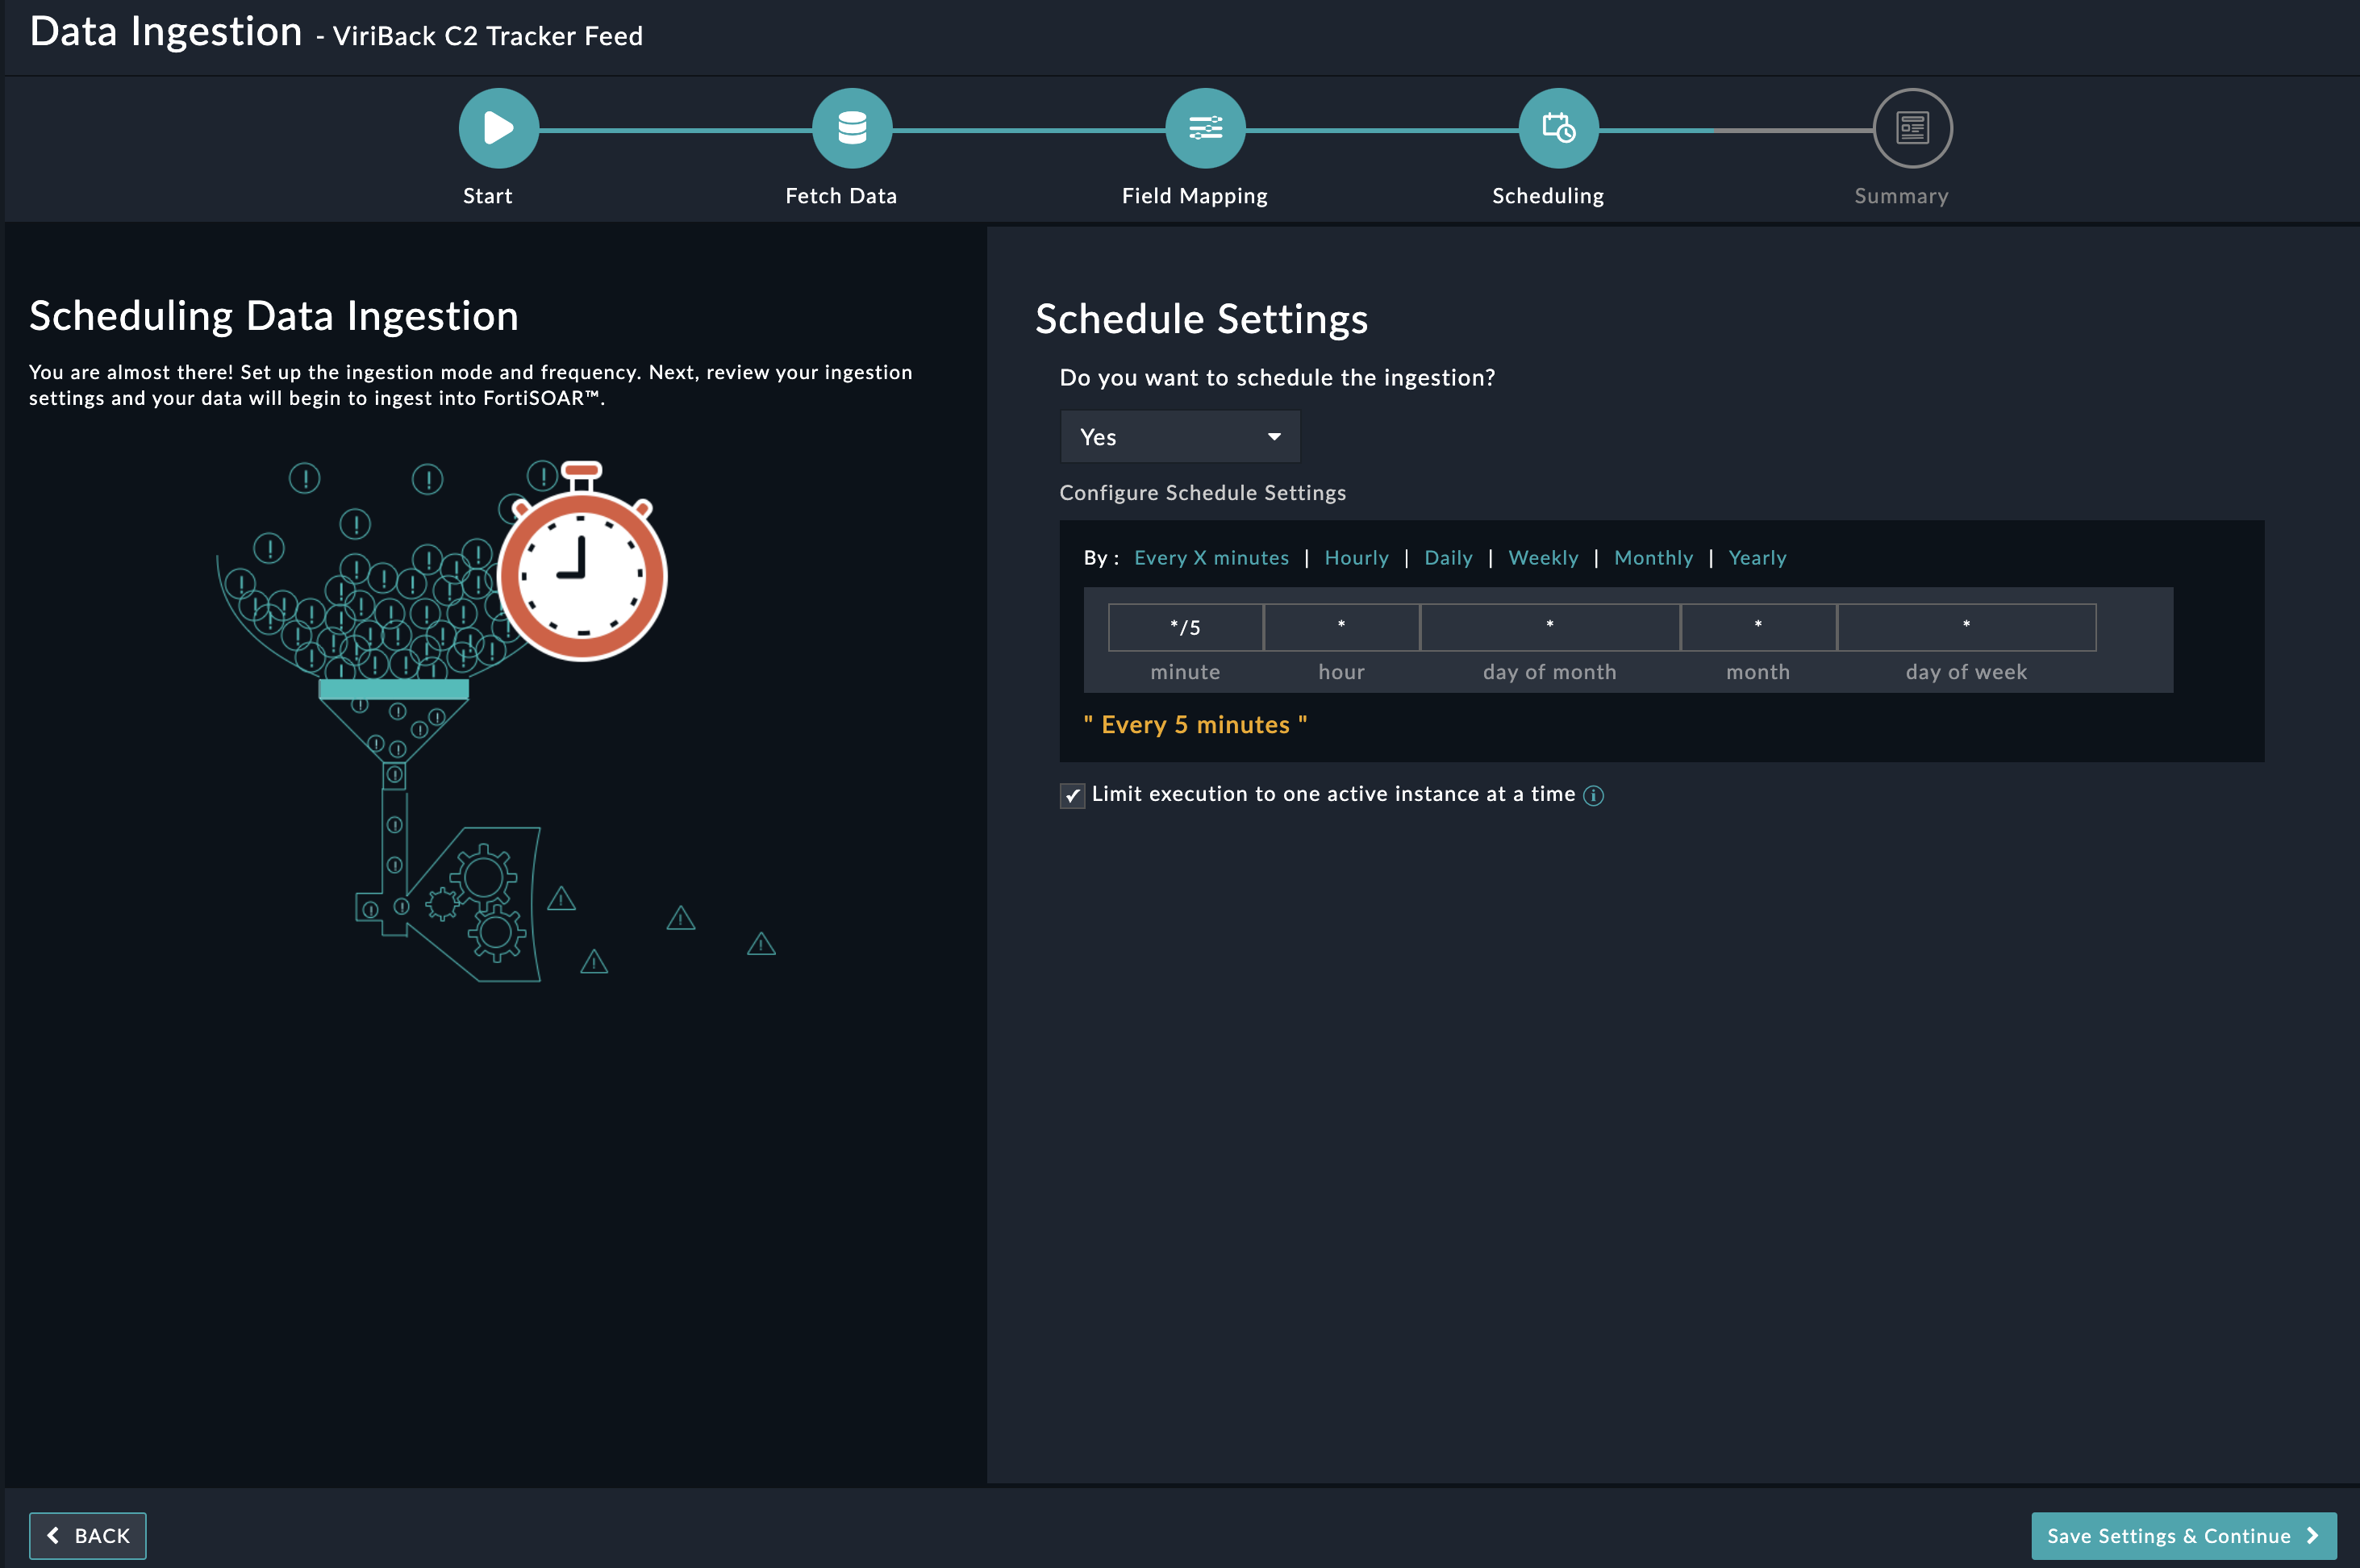 Data Ingestion - ViriBack C2 Tracker Feed
Start
Fetch Data
Field Mapping
Scheduling
Summary
Scheduling Data Ingestion
You are almost there! Set up the ingestion mode and frequency. Next, review your ingestion
settings and your data will begin to ingest into FortiSOAR™.
Schedule Settings
Do you want to schedule the ingestion?
Yes
Configure Schedule Settings
By : Every X minutes | Hourly | Daily | Weekly | Monthly | Yearly
*/5 * * * *
minute hour day of month month day of week
" Every 5 minutes "
Limit execution to one active instance at a time
BACK
Save Settings & Continue